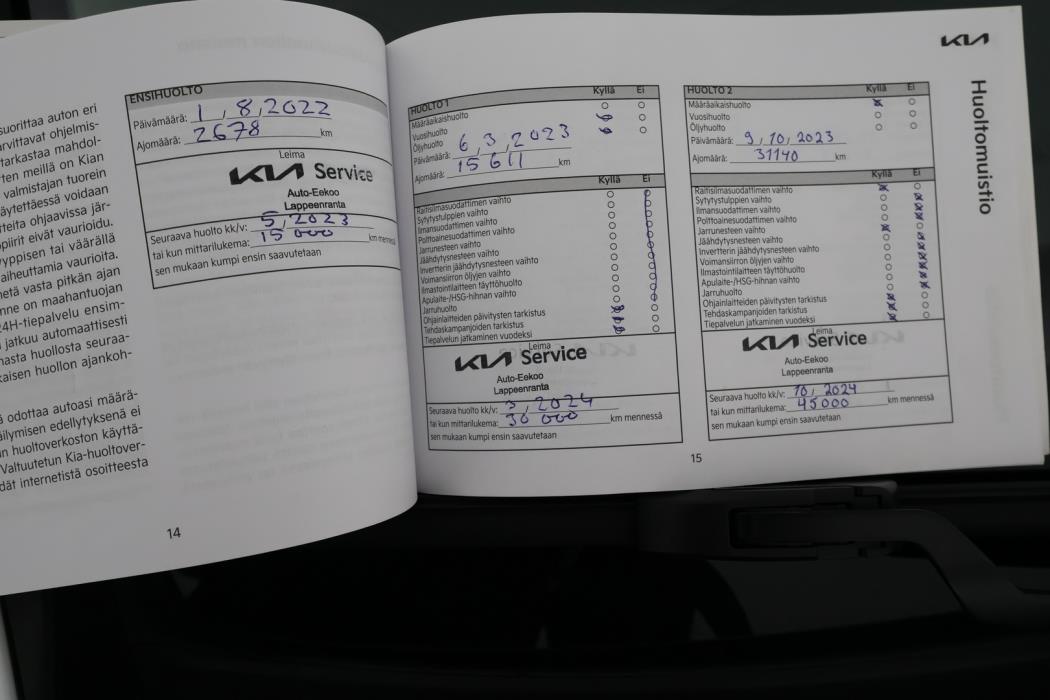 suorittaa auton eri
arvittavat ohjelmis-
tarkastaa mahdol-
ten meillä on Kian
valmistajan tuorein
äytettäessä voidaan
rteita ohjaavissa jär-
piirit eivät vaurioidu.
yyppisen tai väärällä
aiheuttamia vaurioita.
netä vasta pitkän ajan
nne on maahantuojan
24H-tiepalvelu ensim-
jatkuu automaattisesti
nasta huollosta seuraa-
kaisen huollon ajankoh-
odottaa autoasi määrä-
äilymisen edellytyksenä ei
n huoltoverkoston käyttä-
Valtuutetun Kia-huoltover-
dät internetistä osoitteesta
14
ENSIHUOLTO
Päivämäärä: 1, 8, 2022
Ajomäärä: 2678 km
Leima
KIA Service
Auto-Eekoo
Lappeenranta
Seuraava huolto kk/v: 5, 2023
tai kun mittarilukema: 15 000 km mennessä
sen mukaan kumpi ensin saavutetaan
HUOLTO 1 Kyllä Ei
Määräaikaishuolto
Vuosihuolto
Öljyhuolto
Päivämäärä: 6, 3, 2023
Ajomäärä: 15 611 km
Kyllä Ei
Raitisilmasuodattimen vaihto
Sytytystulppien vaihto
Ilmansuodattimen vaihto
Polttoainesuodattimen vaihto
Jarrunesteen vaihto
Jäähdytysnesteen vaihto
Invertterin jäähdytysnesteen vaihto
Voimansiirron öljyjen vaihto
Ilmastointilaitteen täyttöhuolto
Apulaite-/HSG-hihnan vaihto
Jarruhuolto
Ohjainlaitteiden päivitysten tarkistus
Tehdaskampanjoiden tarkistus
Tiepalvelun jatkaminen vuodeksi
Leima
KIA Service
Auto-Eekoo
Lappeenranta
Seuraava huolto kk/v: 3, 2024
tai kun mittarilukema: 30 000 km mennessä
sen mukaan kumpi ensin saavutetaan
15
KIA
Huoltomuistio
HUOLTO 2 Kyllä Ei
Määräaikaishuolto
Vuosihuolto
Öljyhuolto
Päivämäärä: 9, 10, 2023
Ajomäärä: 31140 km
Kyllä Ei
Raitisilmasuodattimen vaihto
Sytytystulppien vaihto
Ilmansuodattimen vaihto
Polttoainesuodattimen vaihto
Jarrunesteen vaihto
Jäähdytysnesteen vaihto
Invertterin jäähdytysnesteen vaihto
Voimansiirron öljyjen vaihto
Ilmastointilaitteen täyttöhuolto
Apulaite-/HSG-hihnan vaihto
Jarruhuolto
Ohjainlaitteiden päivitysten tarkistus
Tehdaskampanjoiden tarkistus
Tiepalvelun jatkaminen vuodeksi
Leima
KIA Service
Auto-Eekoo
Lappeenranta
Seuraava huolto kk/v: 10, 2024
tai kun mittarilukema: 45000 km mennessä
sen mukaan kumpi ensin saavutetaan